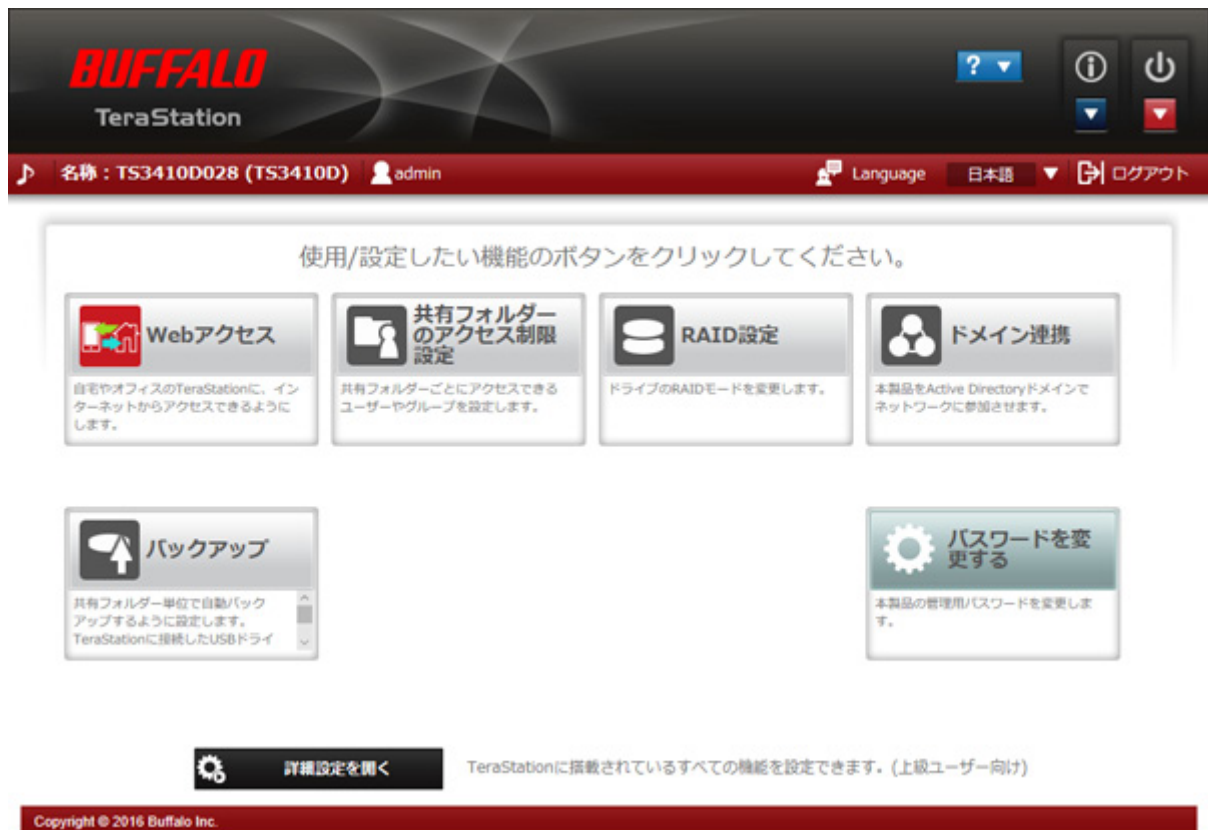 BUFFALO
TeraStation
?
名称：TS3410D028 (TS3410D) admin
Language 日本語 ログアウト
使用/設定したい機能のボタンをクリックしてください。
Webアクセス
自宅やオフィスのTeraStationに、イン
ターネットからアクセスできるように
します。
共有フォルダー
のアクセス制限
設定
共有フォルダーごとにアクセスできる
ユーザーやグループを設定します。
RAID設定
ドライブのRAIDモードを変更します。
ドメイン連携
本製品をActive Directoryドメインで
ネットワークに参加させます。
バックアップ
共有フォルダー単位で自動バック
アップするように設定します。
TeraStationに接続したUSBドライ
パスワードを変
更する
本製品の管理用パスワードを変更しま
す。
詳細設定を開く
TeraStationに搭載されているすべての機能を設定できます。(上級ユーザー向け)
Copyright © 2016 Buffalo Inc.